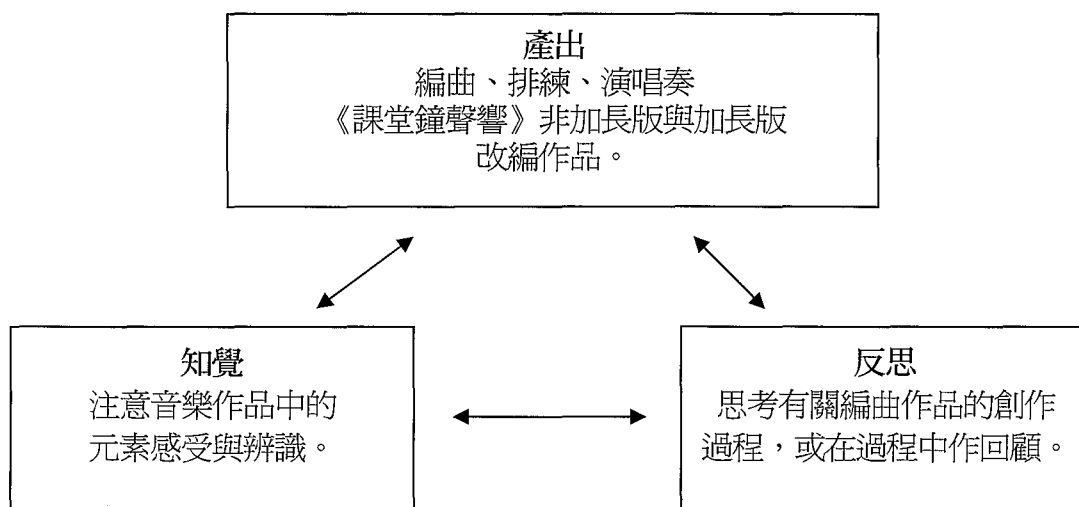 產出
編曲、排練、演唱奏
《課堂鐘聲響》非加長版與加長版
改編作品。
知覺
注意音樂作品中的
元素感受與辨識。
反思
思考有關編曲作品的創作
過程，或在過程中作回顧。